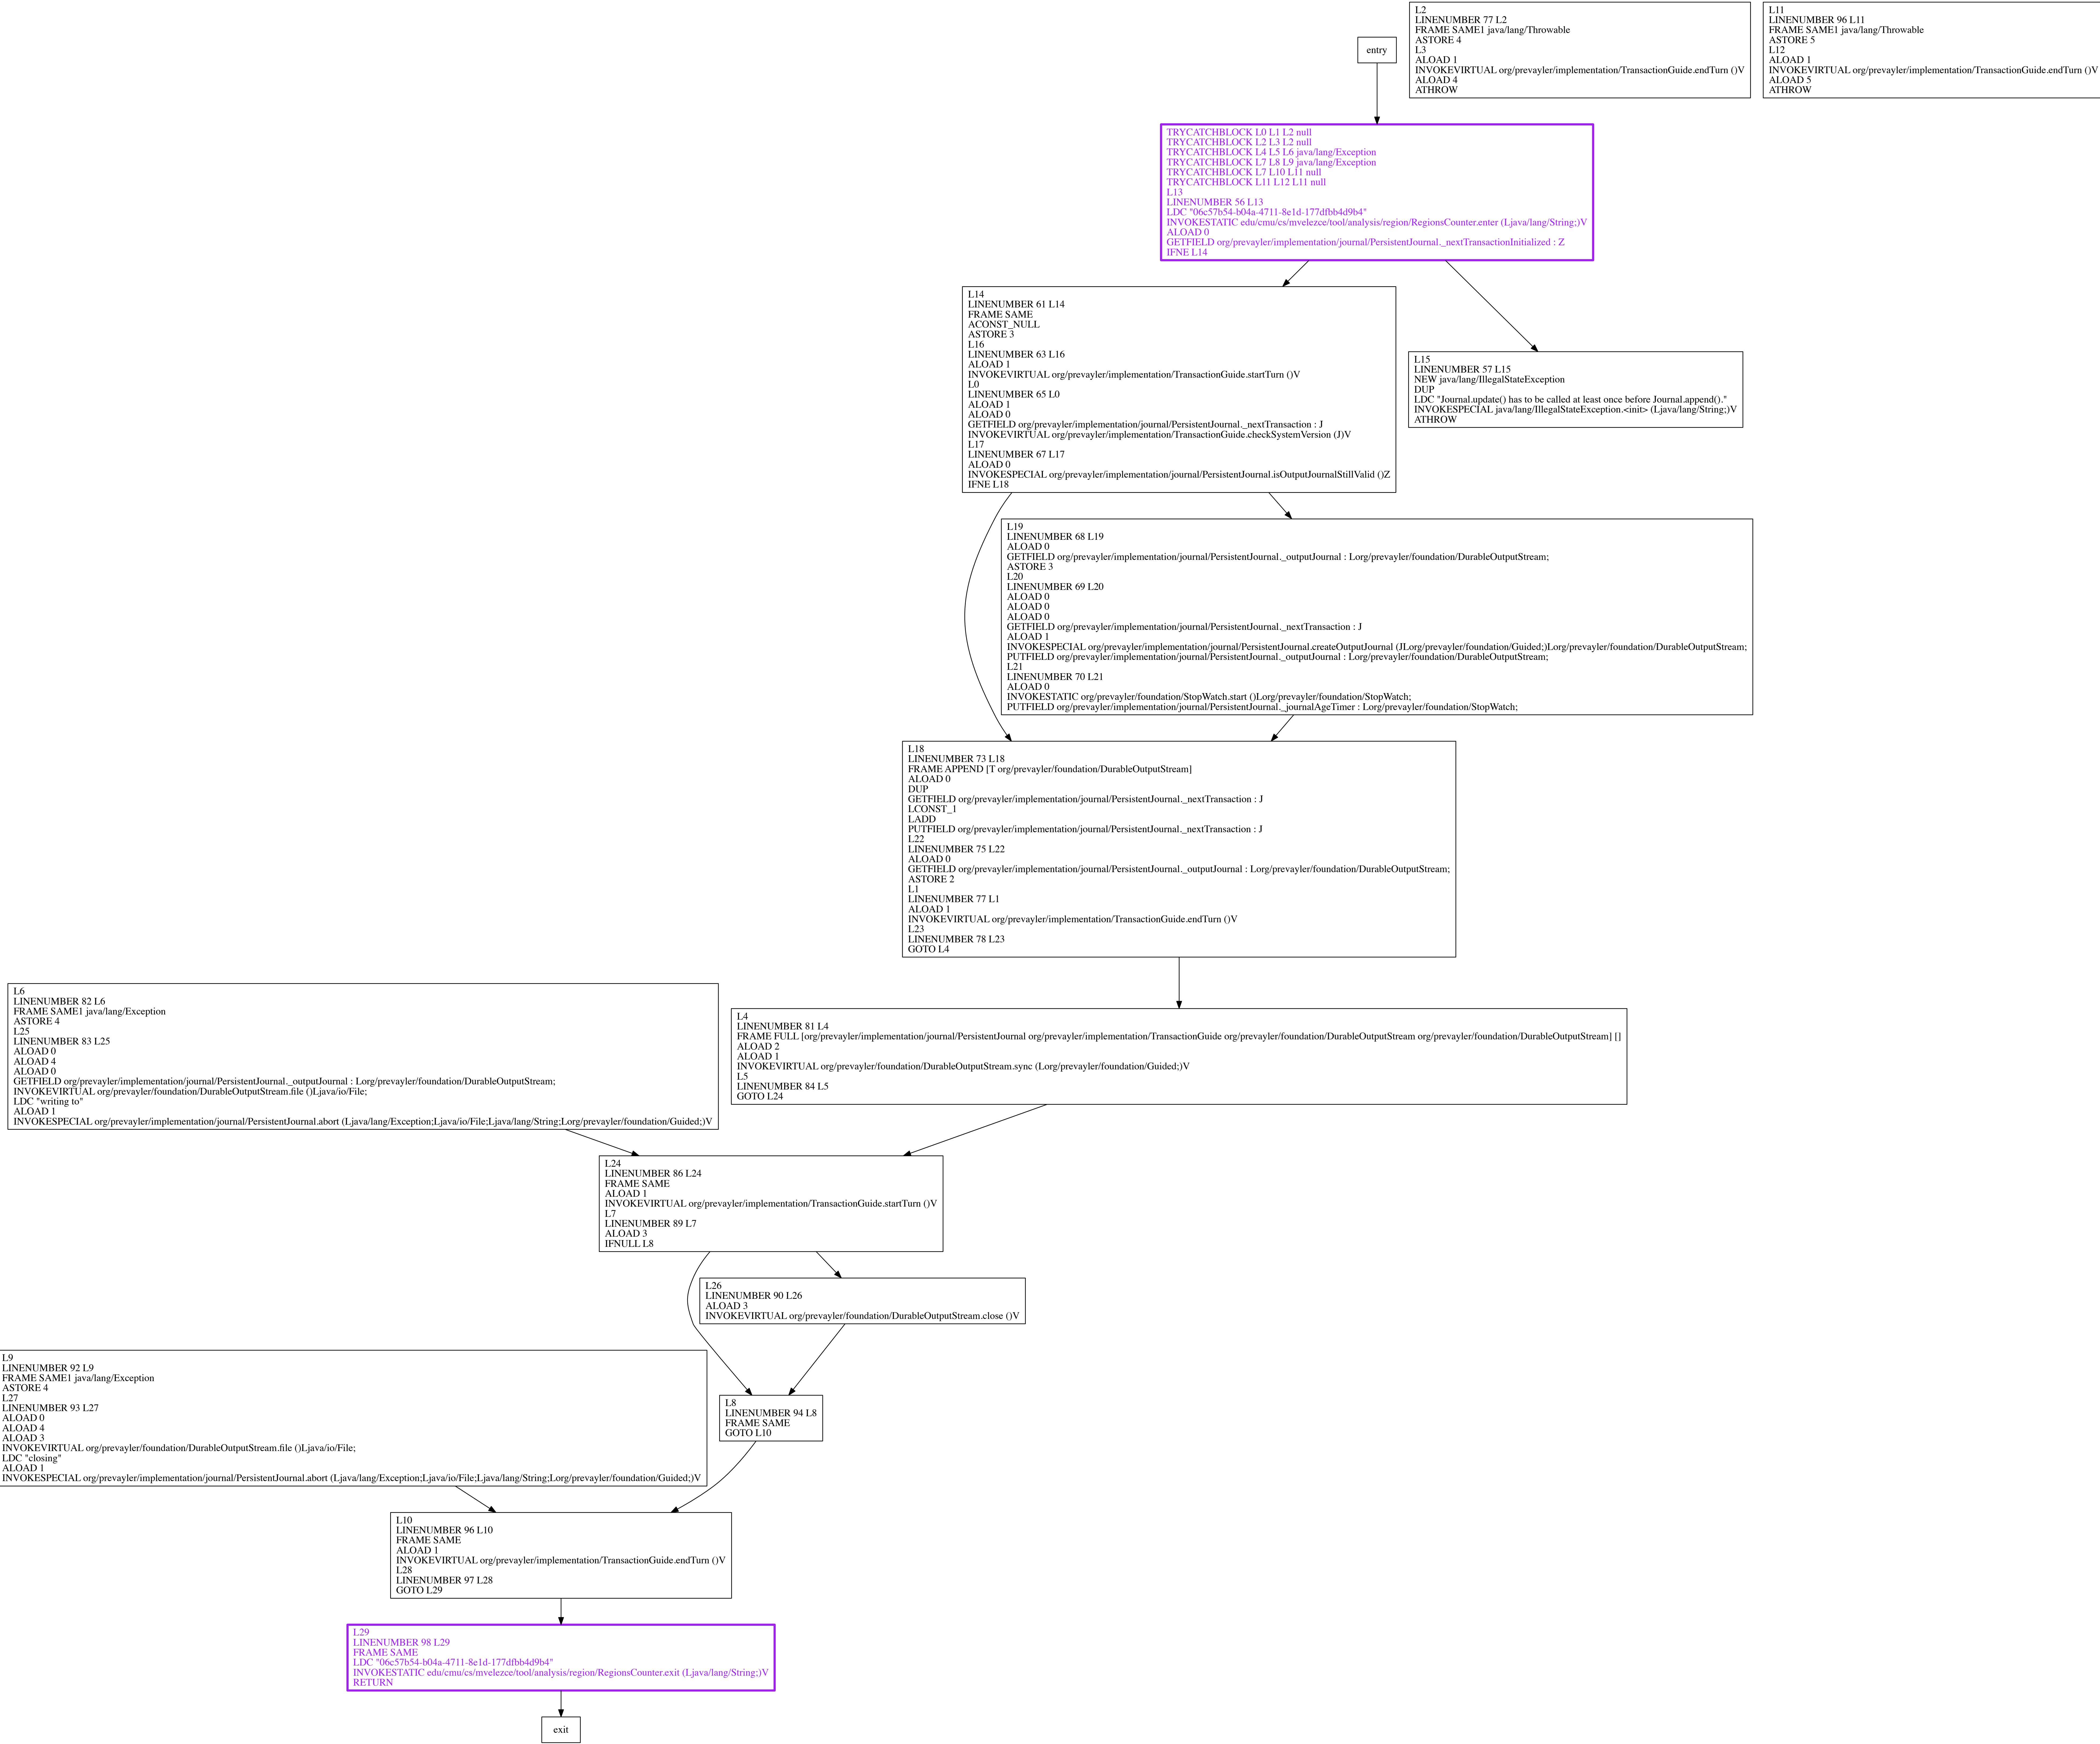 entry
L2
LINENUMBER 77 L2
FRAME SAME1 java/lang/Throwable
ASTORE 4
L3
ALOAD 1
INVOKEVIRTUAL org/prevayler/implementation/TransactionGuide.endTurn ()V
ALOAD 4
ATHROW
L11
LINENUMBER 96 L11
FRAME SAME1 java/lang/Throwable
ASTORE 5
L12
ALOAD 1
INVOKEVIRTUAL org/prevayler/implementation/TransactionGuide.endTurn ()V
ALOAD 5
ATHROW
TRYCATCHBLOCK L0 L1 L2 null
TRYCATCHBLOCK L2 L3 L2 null
TRYCATCHBLOCK L4 L5 L6 java/lang/Exception
TRYCATCHBLOCK L7 L8 L9 java/lang/Exception
TRYCATCHBLOCK L7 L10 L11 null
TRYCATCHBLOCK L11 L12 L11 null
L13
LINENUMBER 56 L13
LDC "06c57b54-b04a-4711-8e1d-177dfbb4d9b4"
INVOKESTATIC edu/cmu/cs/mvelezce/tool/analysis/region/RegionsCounter.enter (Ljava/lang/String;)V
ALOAD 0
GETFIELD org/prevayler/implementation/journal/PersistentJournal._nextTransactionInitialized : Z
IFNE L14
L14
LINENUMBER 61 L14
FRAME SAME
ACONST_NULL
ASTORE 3
L16
LINENUMBER 63 L16
ALOAD 1
INVOKEVIRTUAL org/prevayler/implementation/TransactionGuide.startTurn ()V
L0
LINENUMBER 65 L0
ALOAD 1
ALOAD 0
GETFIELD org/prevayler/implementation/journal/PersistentJournal._nextTransaction : J
INVOKEVIRTUAL org/prevayler/implementation/TransactionGuide.checkSystemVersion (J)V
L17
LINENUMBER 67 L17
ALOAD 0
INVOKESPECIAL org/prevayler/implementation/journal/PersistentJournal.isOutputJournalStillValid ()Z
IFNE L18
L15
LINENUMBER 57 L15
NEW java/lang/IllegalStateException
DUP
LDC "Journal.update() has to be called at least once before Journal.append()."
INVOKESPECIAL java/lang/IllegalStateException.<init> (Ljava/lang/String;)V
ATHROW
L19
LINENUMBER 68 L19
ALOAD 0
GETFIELD org/prevayler/implementation/journal/PersistentJournal._outputJournal : Lorg/prevayler/foundation/DurableOutputStream;
ASTORE 3
L20
LINENUMBER 69 L20
ALOAD 0
ALOAD 0
ALOAD 0
GETFIELD org/prevayler/implementation/journal/PersistentJournal._nextTransaction : J
ALOAD 1
INVOKESPECIAL org/prevayler/implementation/journal/PersistentJournal.createOutputJournal (JLorg/prevayler/foundation/Guided;)Lorg/prevayler/foundation/DurableOutputStream;
PUTFIELD org/prevayler/implementation/journal/PersistentJournal._outputJournal : Lorg/prevayler/foundation/DurableOutputStream;
L21
LINENUMBER 70 L21
ALOAD 0
INVOKESTATIC org/prevayler/foundation/StopWatch.start ()Lorg/prevayler/foundation/StopWatch;
PUTFIELD org/prevayler/implementation/journal/PersistentJournal._journalAgeTimer : Lorg/prevayler/foundation/StopWatch;
L18
LINENUMBER 73 L18
FRAME APPEND [T org/prevayler/foundation/DurableOutputStream]
ALOAD 0
DUP
GETFIELD org/prevayler/implementation/journal/PersistentJournal._nextTransaction : J
LCONST_1
LADD
PUTFIELD org/prevayler/implementation/journal/PersistentJournal._nextTransaction : J
L22
LINENUMBER 75 L22
ALOAD 0
GETFIELD org/prevayler/implementation/journal/PersistentJournal._outputJournal : Lorg/prevayler/foundation/DurableOutputStream;
ASTORE 2
L1
LINENUMBER 77 L1
ALOAD 1
INVOKEVIRTUAL org/prevayler/implementation/TransactionGuide.endTurn ()V
L23
LINENUMBER 78 L23
GOTO L4
L6
LINENUMBER 82 L6
FRAME SAME1 java/lang/Exception
ASTORE 4
L25
LINENUMBER 83 L25
ALOAD 0
ALOAD 4
ALOAD 0
GETFIELD org/prevayler/implementation/journal/PersistentJournal._outputJournal : Lorg/prevayler/foundation/DurableOutputStream;
INVOKEVIRTUAL org/prevayler/foundation/DurableOutputStream.file ()Ljava/io/File;
LDC "writing to"
ALOAD 1
INVOKESPECIAL org/prevayler/implementation/journal/PersistentJournal.abort (Ljava/lang/Exception;Ljava/io/File;Ljava/lang/String;Lorg/prevayler/foundation/Guided;)V
L4
LINENUMBER 81 L4
FRAME FULL [org/prevayler/implementation/journal/PersistentJournal org/prevayler/implementation/TransactionGuide org/prevayler/foundation/DurableOutputStream org/prevayler/foundation/DurableOutputStream] []
ALOAD 2
ALOAD 1
INVOKEVIRTUAL org/prevayler/foundation/DurableOutputStream.sync (Lorg/prevayler/foundation/Guided;)V
L5
LINENUMBER 84 L5
GOTO L24
L24
LINENUMBER 86 L24
FRAME SAME
ALOAD 1
INVOKEVIRTUAL org/prevayler/implementation/TransactionGuide.startTurn ()V
L7
LINENUMBER 89 L7
ALOAD 3
IFNULL L8
L26
LINENUMBER 90 L26
ALOAD 3
INVOKEVIRTUAL org/prevayler/foundation/DurableOutputStream.close ()V
L9
LINENUMBER 92 L9
FRAME SAME1 java/lang/Exception
ASTORE 4
L27
LINENUMBER 93 L27
ALOAD 0
ALOAD 4
ALOAD 3
INVOKEVIRTUAL org/prevayler/foundation/DurableOutputStream.file ()Ljava/io/File;
LDC "closing"
ALOAD 1
INVOKESPECIAL org/prevayler/implementation/journal/PersistentJournal.abort (Ljava/lang/Exception;Ljava/io/File;Ljava/lang/String;Lorg/prevayler/foundation/Guided;)V
L8
LINENUMBER 94 L8
FRAME SAME
GOTO L10
L10
LINENUMBER 96 L10
FRAME SAME
ALOAD 1
INVOKEVIRTUAL org/prevayler/implementation/TransactionGuide.endTurn ()V
L28
LINENUMBER 97 L28
GOTO L29
L29
LINENUMBER 98 L29
FRAME SAME
LDC "06c57b54-b04a-4711-8e1d-177dfbb4d9b4"
INVOKESTATIC edu/cmu/cs/mvelezce/tool/analysis/region/RegionsCounter.exit (Ljava/lang/String;)V
RETURN
exit